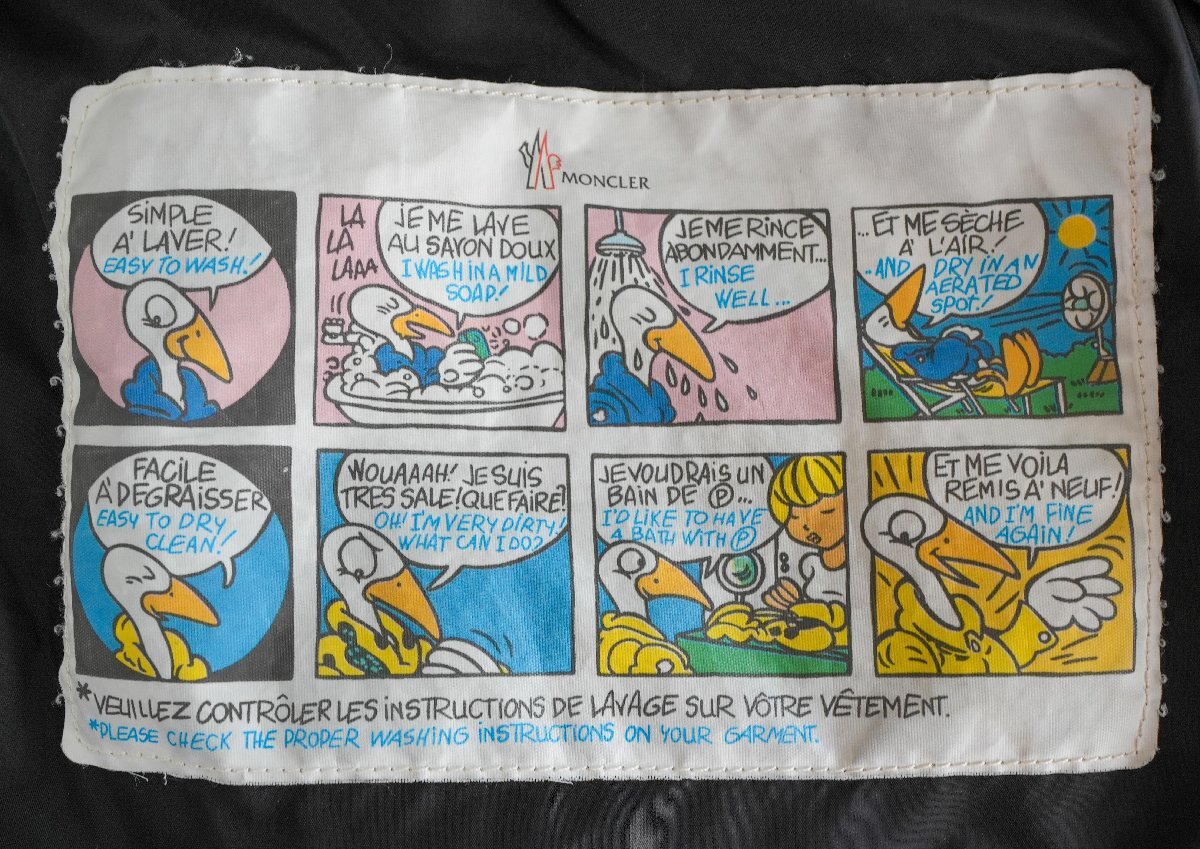 MONCLER
SIMPLE
A' LAVER!
EASY TO WASH!
LA
LA
LAAA
JE ME LAVE
AU SAVON DOUX
I WASH IN A MILD
SOAP!
JE ME RINCE
ABONDAMMENT...
I RINSE
WELL...
...ET ME SÈCHE
A' L'AIR!
..AND DRY IN AN
AERATED
SPOT!
FACILE
A' DEGRAISSER
EASY TO DRY
CLEAN!
WOUAAAH! JE SUIS
TRES SALE! QUE FAIRE?
OH! I'M VERY DIRTY!
WHAT CAN I DO?
JE VOUDRAIS UN
BAIN DE Ⓟ...
I'D LIKE TO HAVE
A BATH WITH Ⓟ
ET ME VOILA
REMIS A' NEUF!
AND I'M FINE
AGAIN!
*VEUILLEZ CONTRÔLER LES INSTRUCTIONS DE LAVAGE SUR VÔTRE VÊTEMENT.
*PLEASE CHECK THE PROPER WASHING INSTRUCTIONS ON YOUR GARMENT.